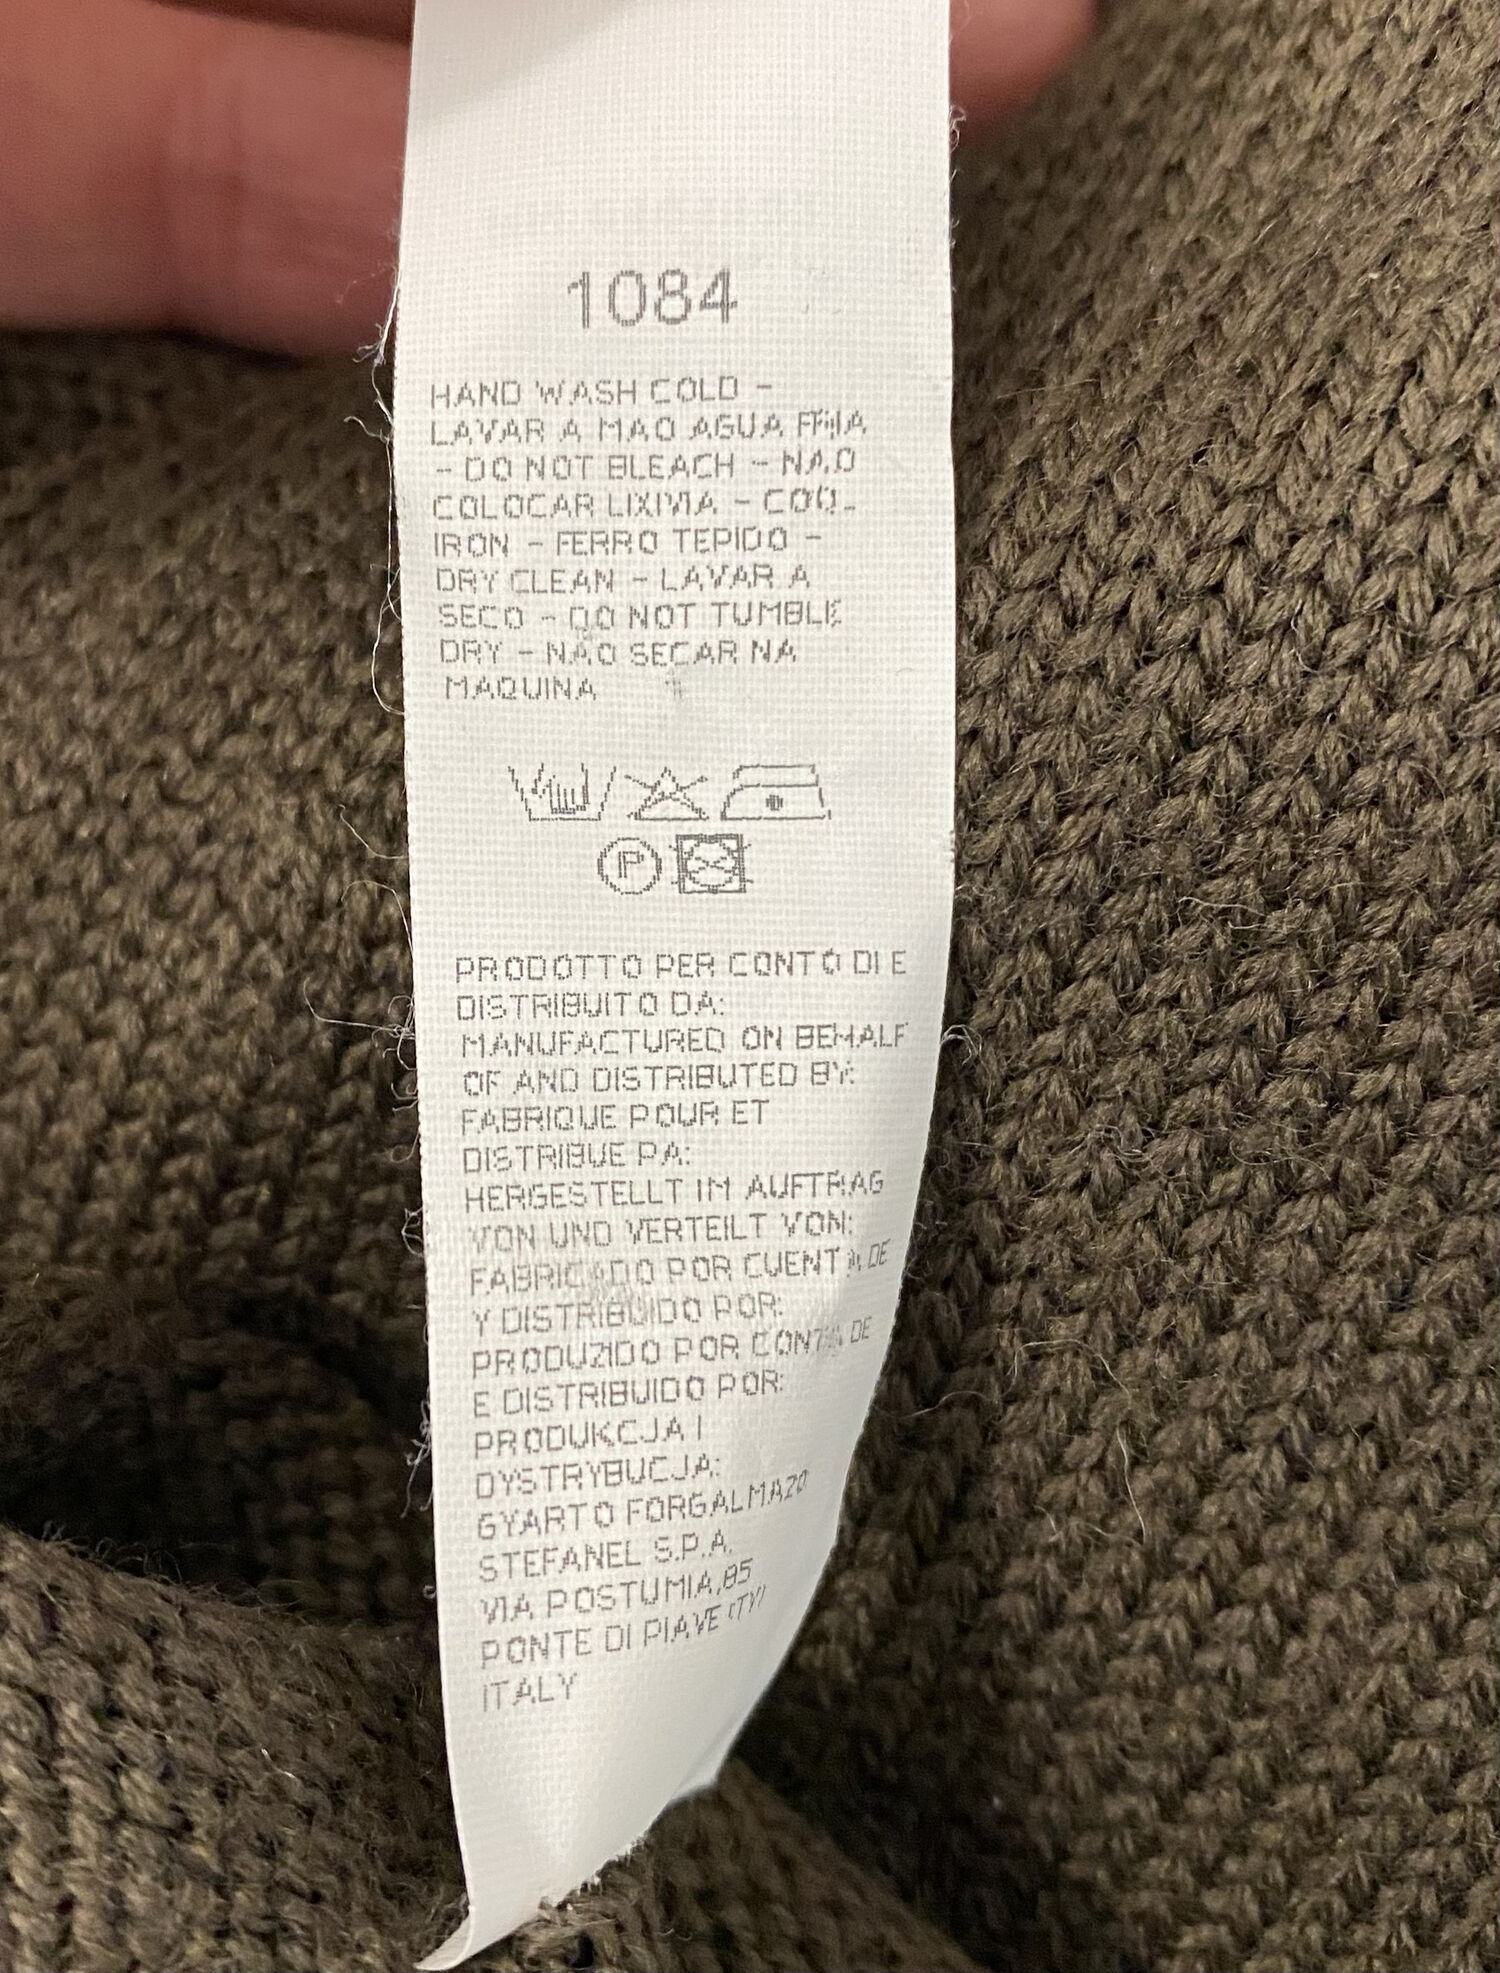 1084
HAND WASH COLD -
LAVAR A MAO AGUA FRIA
- DO NOT BLEACH - NAO
COLOCAR LIXIVIA - COOL
IRON - FERRO TEPIDO -
DRY CLEAN - LAVAR A
SECO - DO NOT TUMBLE
DRY - NAO SECAR NA
MAQUINA
P
PRODOTTO PER CONTO DI E
DISTRIBUITO DA:
MANUFACTURED ON BEHALF
OF AND DISTRIBUTED BY:
FABRIQUE POUR ET
DISTRIBUE PA:
HERGESTELLT IM AUFTRAG
VON UND VERTEILT VON:
FABRICADO POR CUENTA DE
Y DISTRIBUIDO POR:
PRODUZIDO POR CONTA DE
E DISTRIBUIDO POR:
PRODUKCJA I
DYSTRYBUCJA:
GYARTO FORGALMAZO
STEFANEL S.P.A.
VIA POSTUMIA,85
PONTE DI PIAVE (TV)
ITALY